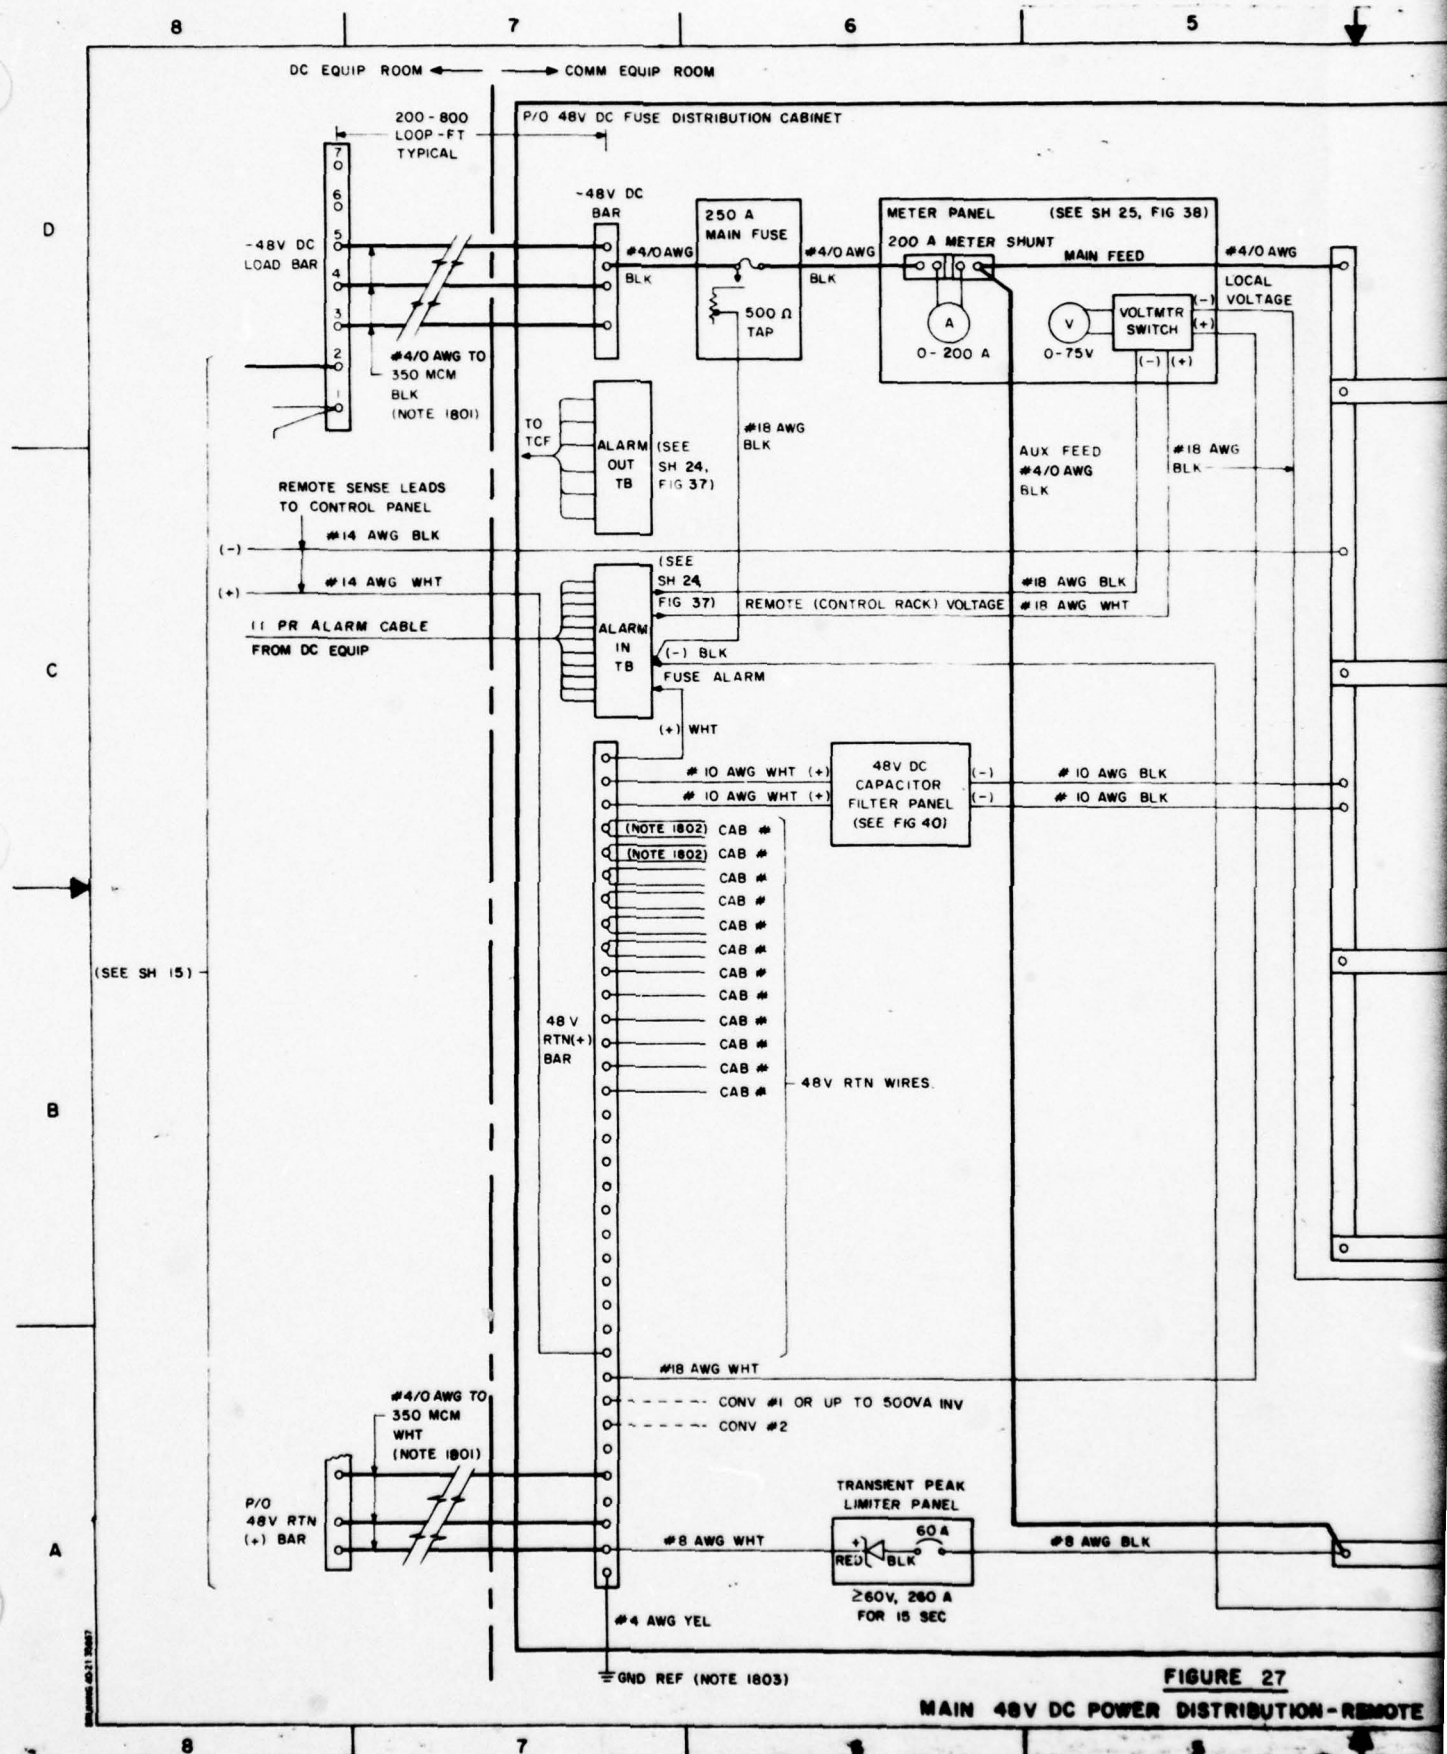 8 7 6 5
DC EQUIP ROOM COMM EQUIP ROOM
200-800
LOOP-FT
TYPICAL
P/O 48V DC FUSE DISTRIBUTION CABINET
7
6
5
4
3
2
1
-48V DC
LOAD BAR
#4/0 AWG TO
350 MCM
BLK
(NOTE 1801)
-48V DC
BAR
#4/0 AWG
BLK
250 A
MAIN FUSE
500 Ω
TAP
#4/0 AWG
BLK
METER PANEL (SEE SH 25, FIG 38)
200 A METER SHUNT
MAIN FEED
A
0-200 A
V
0-75V
VOLTMTR
SWITCH
(-)
(+)
(-) (+)
#4/0 AWG
LOCAL
VOLTAGE
D
TO
TCF
ALARM
OUT
TB
(SEE
SH 24,
FIG 37)
#18 AWG
BLK
AUX FEED
#4/0 AWG
BLK
#18 AWG
BLK
REMOTE SENSE LEADS
TO CONTROL PANEL
(-) #14 AWG BLK
(+) #14 AWG WHT
11 PR ALARM CABLE
FROM DC EQUIP
ALARM
IN
TB
(SEE
SH 24,
FIG 37)
REMOTE (CONTROL RACK) VOLTAGE
#18 AWG BLK
#18 AWG WHT
(-) BLK
FUSE ALARM
(+) WHT
C
# 10 AWG WHT (+)
# 10 AWG WHT (+)
48V DC
CAPACITOR
FILTER PANEL
(SEE FIG 40)
(-) # 10 AWG BLK
(-) # 10 AWG BLK
(NOTE 1802) CAB #
(NOTE 1802) CAB #
CAB #
CAB #
CAB #
CAB #
CAB #
CAB #
CAB #
CAB #
CAB #
CAB #
(SEE SH 15)
48V
RTN(+)
BAR
48V RTN WIRES
B
#18 AWG WHT
CONV #1 OR UP TO 500VA INV
CONV #2
#4/0 AWG TO
350 MCM
WHT
(NOTE 1801)
P/O
48V RTN
(+) BAR
A
#8 AWG WHT
TRANSIENT PEAK
LIMITER PANEL
60 A
+
RED BLK
≥60V, 260 A
FOR 15 SEC
#8 AWG BLK
#4 AWG YEL
GND REF (NOTE 1803)
FIGURE 27
MAIN 48V DC POWER DISTRIBUTION-REMOTE
8 7